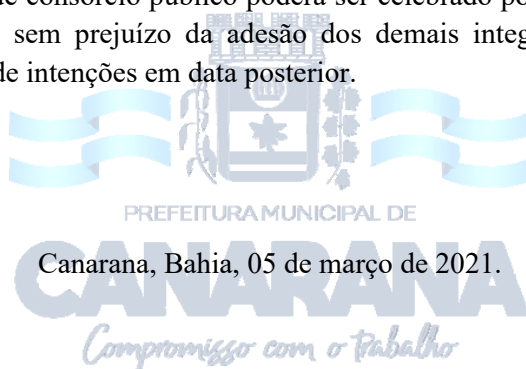 de consórcio público poderá ser celebrado po
sem prejuízo da adesão dos demais integ
de intenções em data posterior.
PREFEITURA MUNICIPAL DE
CANARANA
Canarana, Bahia, 05 de março de 2021.
Compromisso com o trabalho